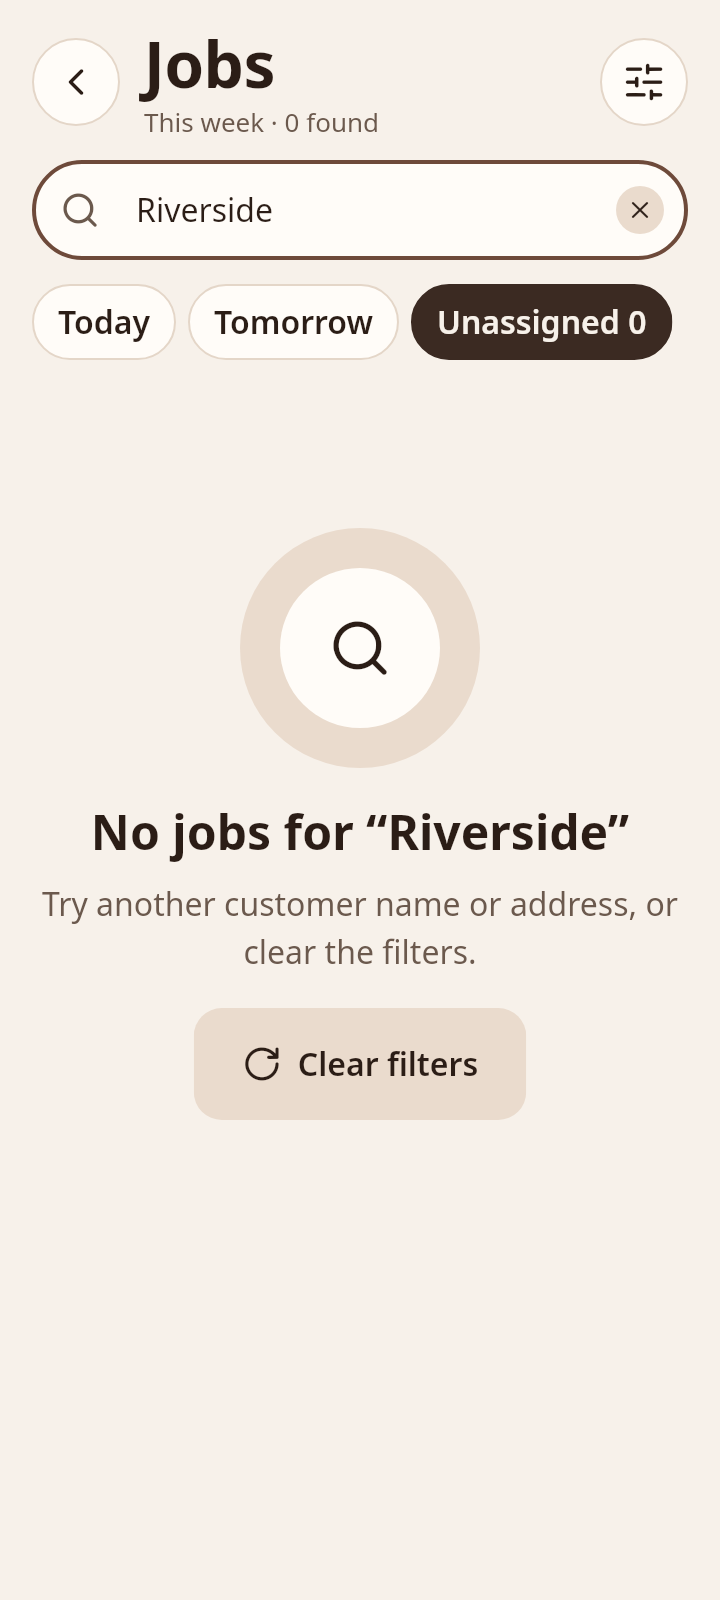 Jobs
This week · 0 found
Riverside
Today
Tomorrow
Unassigned 0
No jobs for “Riverside”
Try another customer name or address, or
clear the filters.
Clear filters